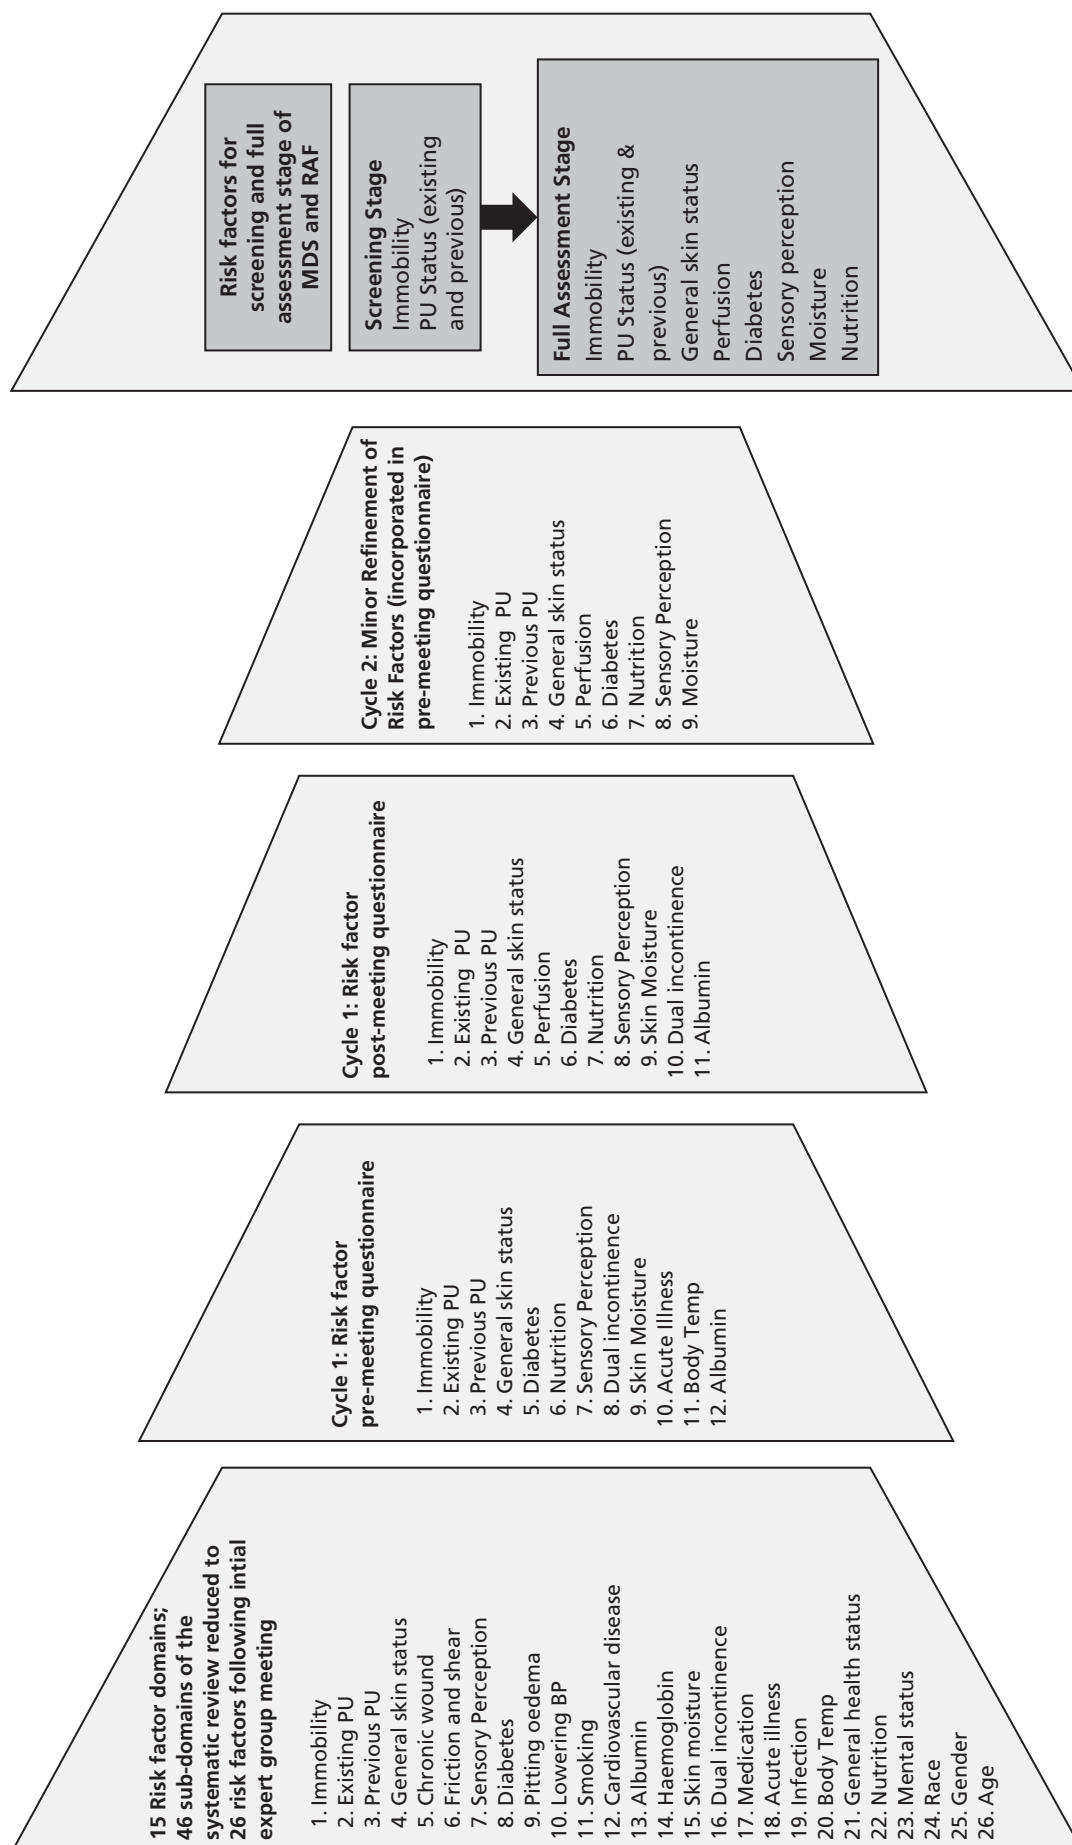 15 Risk factor domains;
46 sub-domains of the
systematic review reduced to
26 risk factors following intial
expert group meeting
1. Immobility
2. Existing PU
3. Previous PU
4. General skin status
5. Chronic wound
6. Friction and shear
7. Sensory Perception
8. Diabetes
9. Pitting oedema
10. Lowering BP
11. Smoking
12. Cardiovascular disease
13. Albumin
14. Haemoglobin
15. Skin moisture
16. Dual incontinence
17. Medication
18. Acute illness
19. Infection
20. Body Temp
21. General health status
22. Nutrition
23. Mental status
24. Race
25. Gender
26. Age
Cycle 1: Risk factor
pre-meeting questionnaire
1. Immobility
2. Existing PU
3. Previous PU
4. General skin status
5. Diabetes
6. Nutrition
7. Sensory Perception
8. Dual incontinence
9. Skin Moisture
10. Acute Illness
11. Body Temp
12. Albumin
Cycle 1: Risk factor
post-meeting questionnaire
1. Immobility
2. Existing PU
3. Previous PU
4. General skin status
5. Perfusion
6. Diabetes
7. Nutrition
8. Sensory Perception
9. Skin Moisture
10. Dual incontinence
11. Albumin
Cycle 2: Minor Refinement of
Risk Factors (incorporated in
pre-meeting questionnaire)
1. Immobility
2. Existing PU
3. Previous PU
4. General skin status
5. Perfusion
6. Diabetes
7. Nutrition
8. Sensory Perception
9. Moisture
Risk factors for
screening and full
assessment stage of
MDS and RAF
Screening Stage
Immobility
PU Status (existing
and previous)
Full Assessment Stage
Immobility
PU Status (existing &
previous)
General skin status
Perfusion
Diabetes
Sensory perception
Moisture
Nutrition